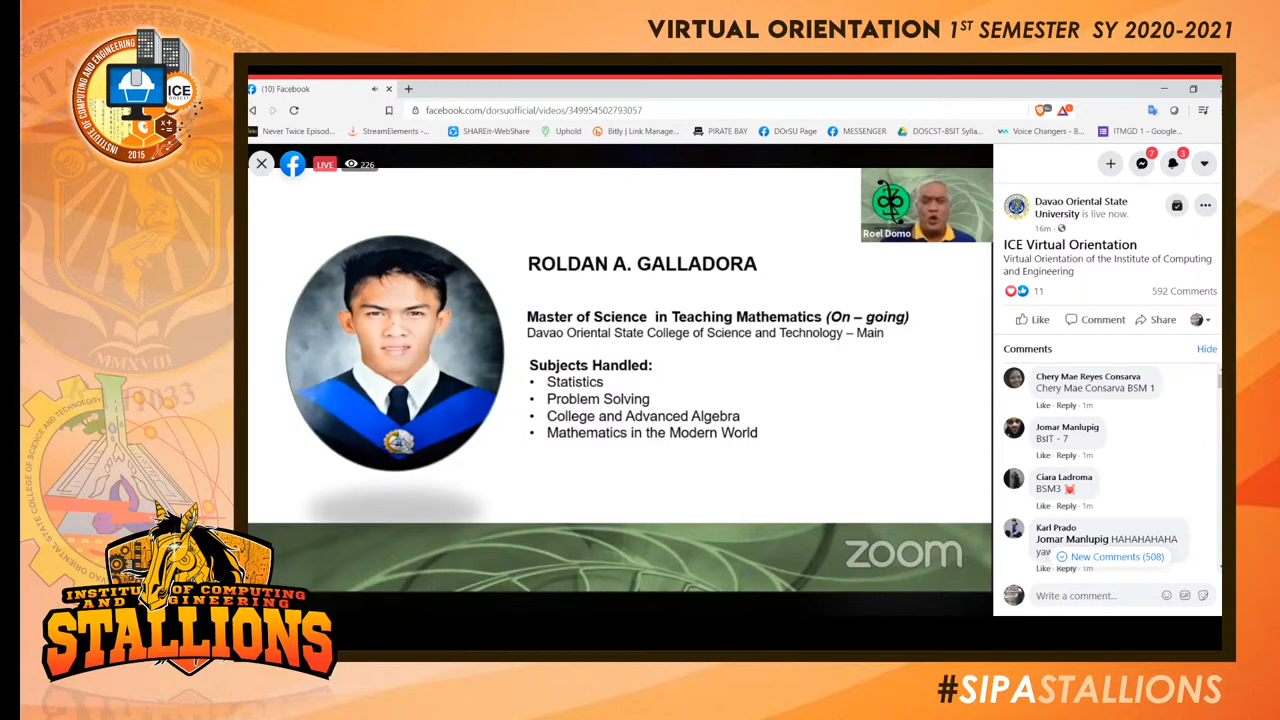 VIRTUAL ORIENTATION 1ST SEMESTER SY 2020-2021
INSTITUTE OF COMPUTING AND ENGINEERING
ICE
DOSCST
2015
(10) Facebook
facebook.com/dorsuofficial/videos/349954502793057
Never Twice Episod...
StreamElements -...
SHAREit-WebShare
Uphold
Bitly | Link Manage...
PIRATE BAY
DOrSU Page
MESSENGER
DOSCST-BSIT Sylla...
Voice Changers - B...
ITMGD 1 - Google...
LIVE
226
Roel Domo
ROLDAN A. GALLADORA
Master of Science in Teaching Mathematics (On – going)
Davao Oriental State College of Science and Technology – Main
Subjects Handled:
• Statistics
• Problem Solving
• College and Advanced Algebra
• Mathematics in the Modern World
zoom
7
3
Davao Oriental State
University is live now.
16m ·
ICE Virtual Orientation
Virtual Orientation of the Institute of Computing
and Engineering
11
592 Comments
Like
Comment
Share
Comments
Hide
Chery Mae Reyes Consarva
Chery Mae Consarva BSM 1
Like · Reply · 1m
Jomar Manlupig
BsIT - 7
Like · Reply · 1m
Ciara Ladroma
BSM3 💓
Like · Reply · 1m
Karl Prado
Jomar Manlupig HAHAHAHAHA
yaw
New Comments (508)
Like · Reply · 1m
Write a comment...
GIF
MMXVIII
INSTITUTE OF COMPUTING
AND ENGINEERING
STALLIONS
#SIPASTALLIONS